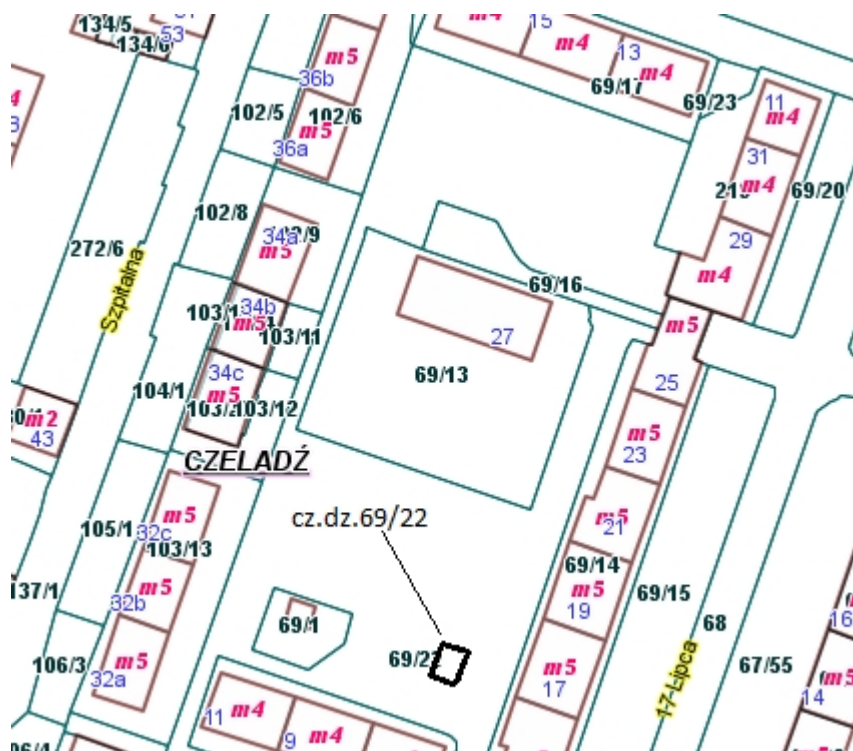 134/5
134/6
53
m5
36b
102/5
102/6
m5
36a
m4
15
m4
13
m4
69/17
69/23
11
m4
31
m4
69/20
29
m4
102/8
34a
m5
272/6
Szpitalna
34b
m5
103/11
34c
m5
103/12
104/1
69/16
27
69/13
m5
25
m5
23
m2
43
CZELADŹ
m5
32c
105/1
103/13
cz.dz.69/22
m5
21
69/14
m5
19
69/15
68
137/1
m5
32b
69/1
106/3
m5
32a
m5
17
17 Lipca
67/55
16
m5
14
11
m4
9
m4